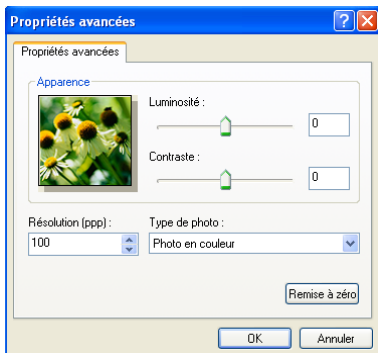 Propriétés avancées
Propriétés avancées
Apparence
Luminosité :
0
Contraste :
0
Résolution (ppp) :
Type de photo :
100
Photo en couleur
Remise à zéro
OK
Annuler